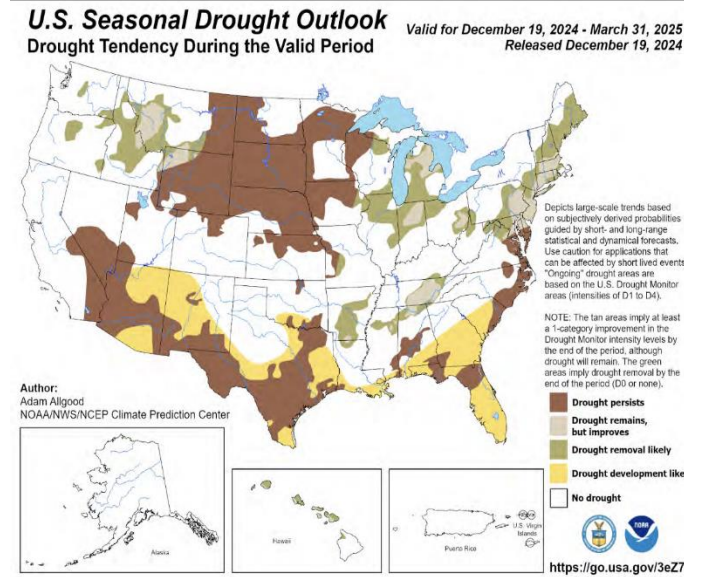 U.S. Seasonal Drought Outlook
Drought Tendency During the Valid Period
Valid for December 19, 2024 - March 31, 2025
Released December 19, 2024
Depicts large-scale trends based
on subjectively derived probabilities
guided by short- and long-range
statistical and dynamical forecasts.
Use caution for applications that
can be affected by short lived events
"Ongoing" drought areas are
based on the U.S. Drought Monitor
areas (intensities of D1 to D4).
NOTE: The tan areas imply at least
a 1-category improvement in the
Drought Monitor intensity levels by
the end of the period, although
drought will remain. The green
areas imply drought removal by the
end of the period (D0 or none).
Author:
Adam Allgood
NOAA/NWS/NCEP Climate Prediction Center
Drought persists
Drought remains,
but improves
Drought removal likely
Drought development like
No drought
Alaska
Hawaii
Puerto Rico
U.S. Virgin
Islands
NOAA
https://go.usa.gov/3eZ7